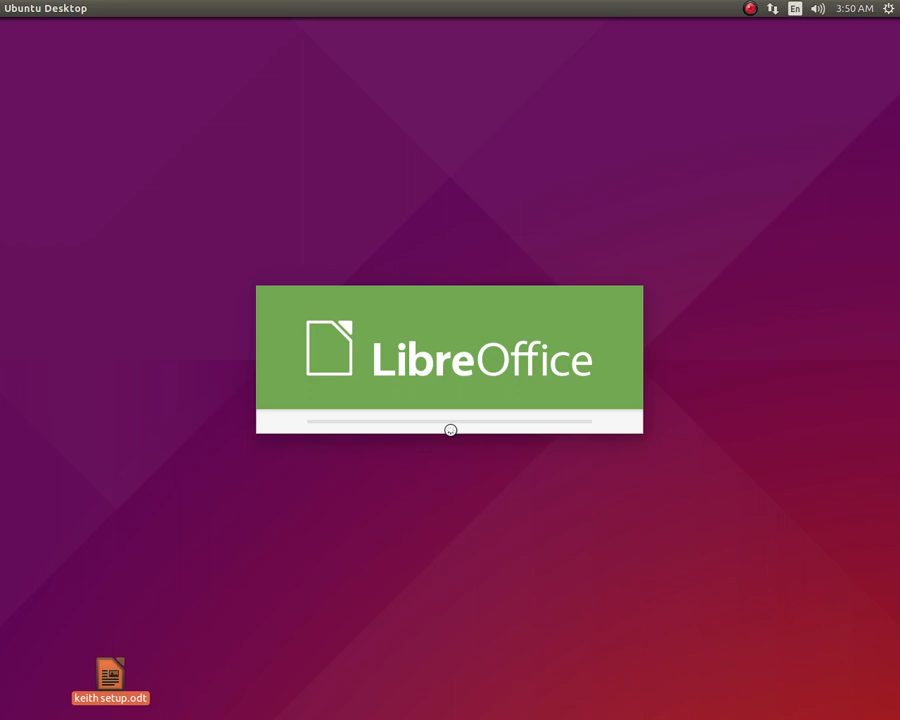 Ubuntu Desktop
En
3:50 AM
LibreOffice
keith setup.odt